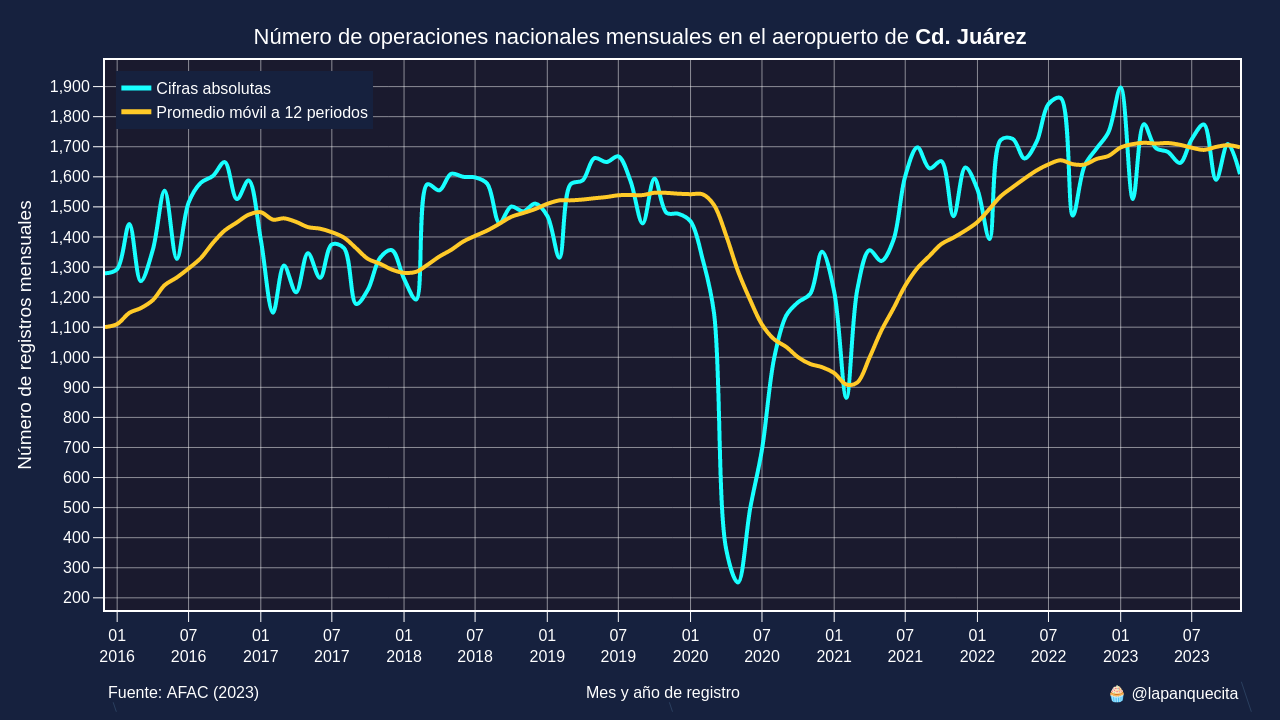 Número de operaciones nacionales mensuales en el aeropuerto de Cd. Juárez
Cifras absolutas
Promedio móvil a 12 periodos
Número de registros mensuales
1,900
1,800
1,700
1,600
1,500
1,400
1,300
1,200
1,100
1,000
900
800
700
600
500
400
300
200
01 07 01 07 01 07 01 07 01 07 01 07 01 07 01 07
2016 2016 2017 2017 2018 2018 2019 2019 2020 2020 2021 2021 2022 2022 2023 2023
Fuente: AFAC (2023)
Mes y año de registro
🧁 @lapanquecita